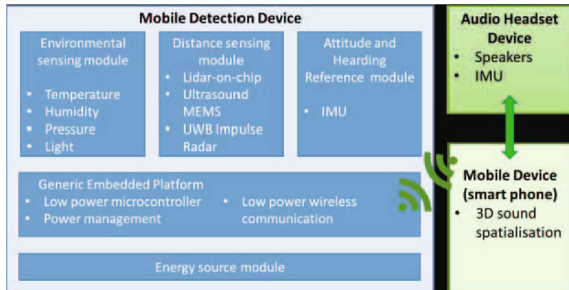 Mobile Detection Device
Environmental
sensing module
• Temperature
• Humidity
• Pressure
• Light
Distance sensing
module
• Lidar-on-chip
• Ultrasound
MEMS
• UWB Impulse
Radar
Attitude and
Hearding
Reference module
• IMU
Generic Embedded Platform
• Low power microcontroller
• Power management
• Low power wireless
communication
Energy source module
Audio Headset
Device
• Speakers
• IMU
Mobile Device
(smart phone)
• 3D sound
spatialisation